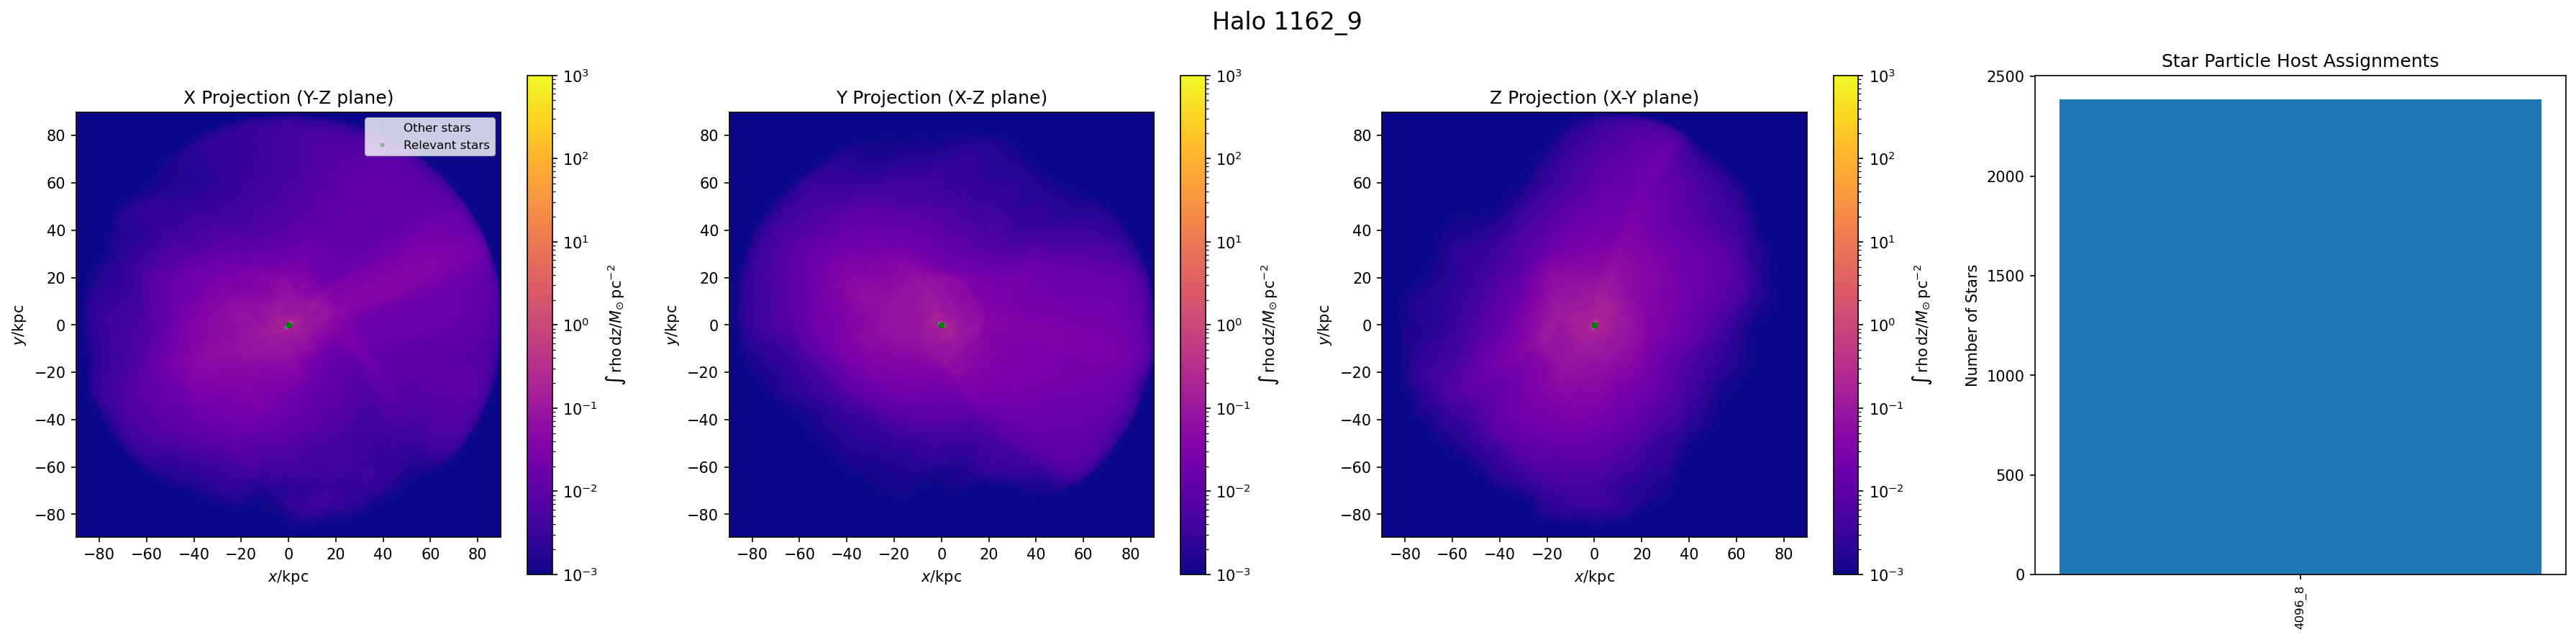 Halo 1162_9
X Projection (Y-Z plane)
Other stars
Relevant stars
80
60
40
20
0
−20
−40
−60
−80
y/kpc
−80 −60 −40 −20 0 20 40 60 80
x/kpc
10³
10²
10¹
10⁰
10⁻¹
10⁻²
10⁻³
∫ rho dz/M⊙ pc⁻²
Y Projection (X-Z plane)
80
60
40
20
0
−20
−40
−60
−80
y/kpc
−80 −60 −40 −20 0 20 40 60 80
x/kpc
10³
10²
10¹
10⁰
10⁻¹
10⁻²
10⁻³
∫ rho dz/M⊙ pc⁻²
Z Projection (X-Y plane)
80
60
40
20
0
−20
−40
−60
−80
y/kpc
−80 −60 −40 −20 0 20 40 60 80
x/kpc
10³
10²
10¹
10⁰
10⁻¹
10⁻²
10⁻³
∫ rho dz/M⊙ pc⁻²
Star Particle Host Assignments
2500
2000
1500
1000
500
0
Number of Stars
4096_8